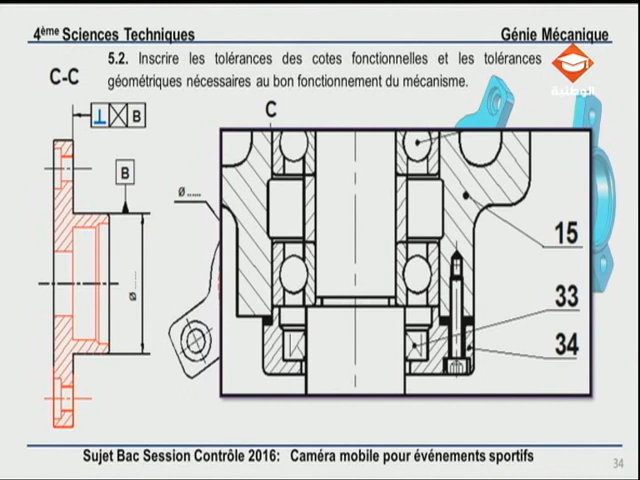 4ème Sciences Techniques
Génie Mécanique
5.2. Inscrire les tolérances des cotes fonctionnelles et les tolérances
géométriques nécessaires au bon fonctionnement du mécanisme.
الوطنية
C-C
⊥ B
B
Ø ......
Ø ......
C
15
33
34
Sujet Bac Session Contrôle 2016: Caméra mobile pour événements sportifs
34